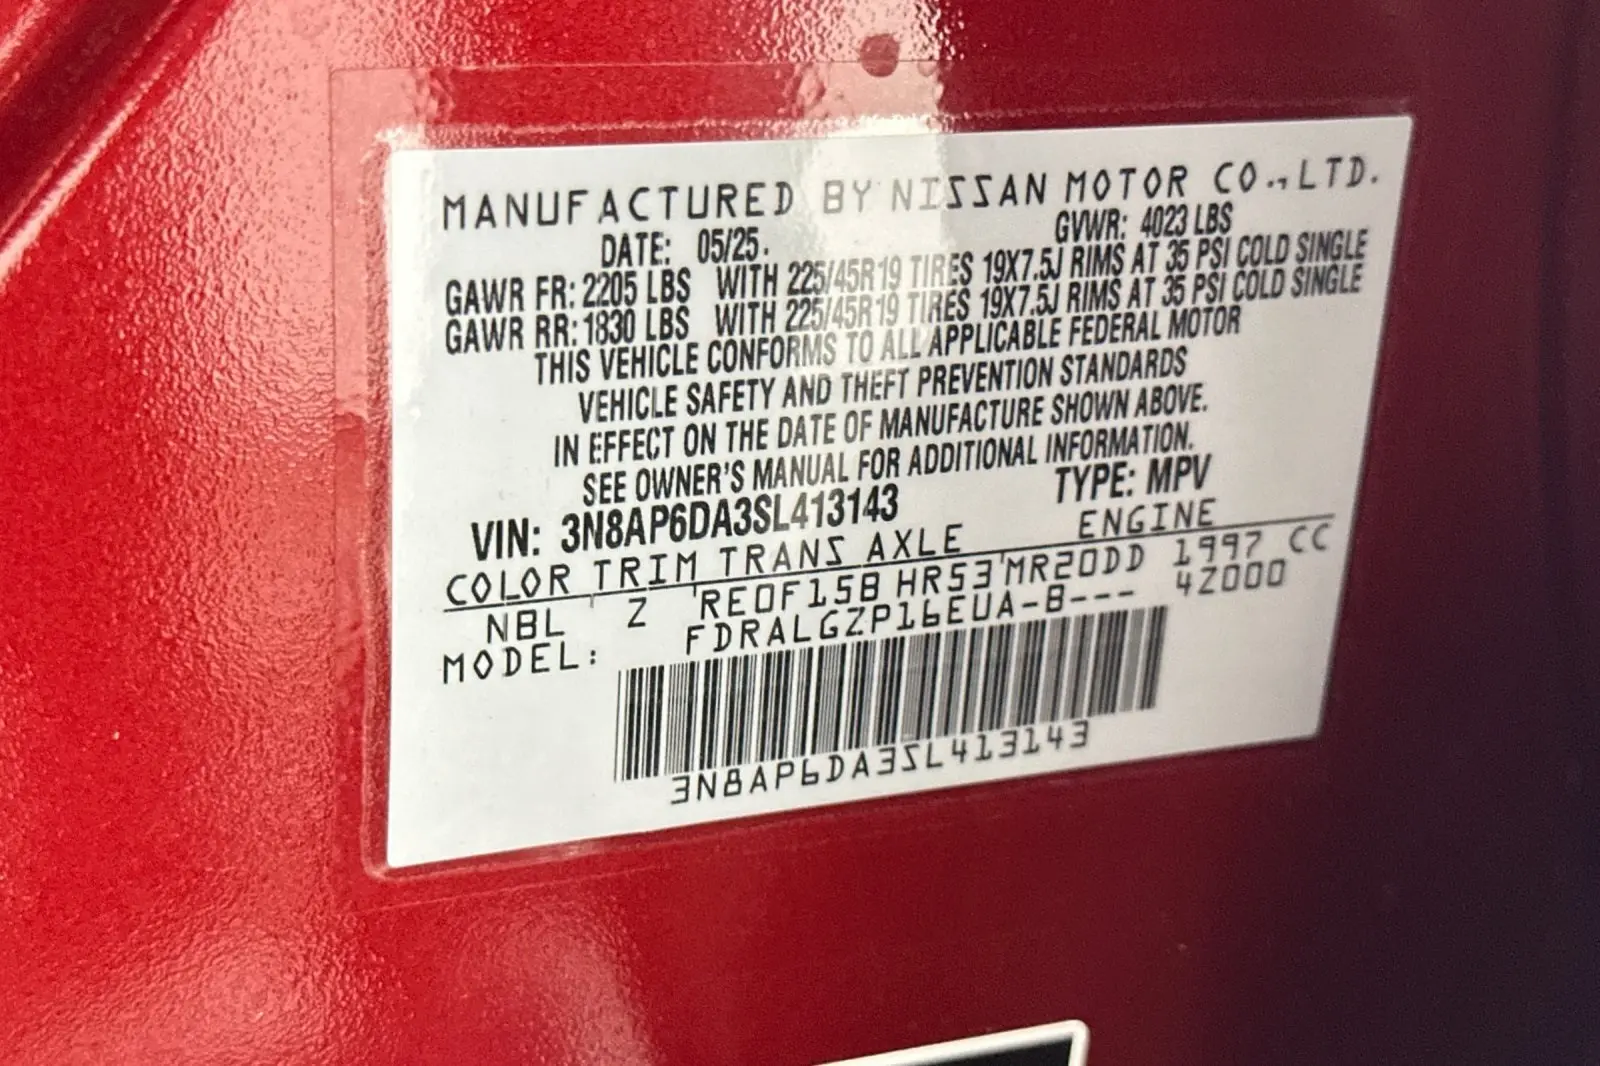 MANUFACTURED BY NISSAN MOTOR CO., LTD.
DATE: 05/25. GVWR: 4023 LBS
GAWR FR: 2205 LBS WITH 225/45R19 TIRES 19X7.5J RIMS AT 35 PSI COLD SINGLE
GAWR RR: 1830 LBS WITH 225/45R19 TIRES 19X7.5J RIMS AT 35 PSI COLD SINGLE
THIS VEHICLE CONFORMS TO ALL APPLICABLE FEDERAL MOTOR
VEHICLE SAFETY AND THEFT PREVENTION STANDARDS
IN EFFECT ON THE DATE OF MANUFACTURE SHOWN ABOVE.
SEE OWNER'S MANUAL FOR ADDITIONAL INFORMATION.
VIN: 3N8AP6DA3SL413143 TYPE: MPV
COLOR TRIM TRANS AXLE ENGINE
NBL Z RE0F15B HR53 MR20DD 1997 CC
MODEL: FDRALGZP16EUA-B--- 4Z000
3N8AP6DA3SL413143